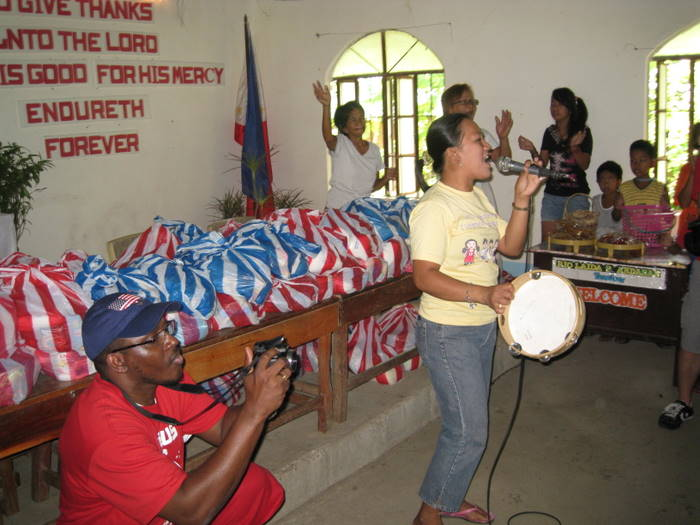 O GIVE THANKS
UNTO THE LORD
IS GOOD FOR HIS MERCY
ENDURETH
FOREVER
WELCOME